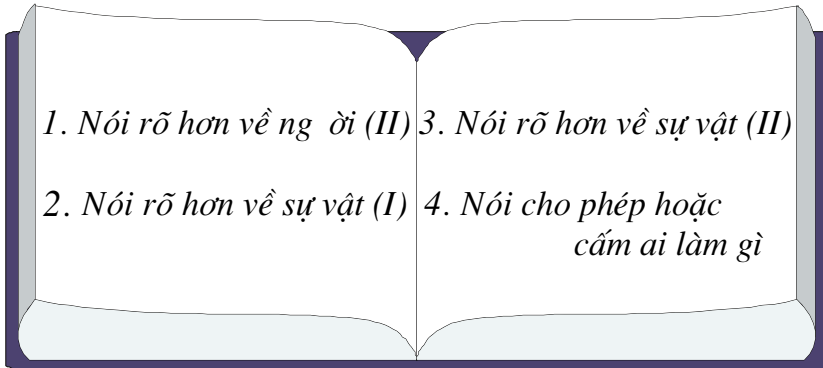 1. Nói rõ hơn về ng ời (II)
2. Nói rõ hơn về sự vật (I)
3. Nói rõ hơn về sự vật (II)
4. Nói cho phép hoặc
cấm ai làm gì